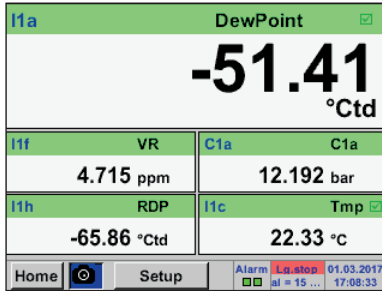 I1a DewPoint
-51.41
°Ctd
I1f VR C1a C1a
4.715 ppm 12.192 bar
I1h RDP I1c Tmp
-65.86 °Ctd 22.33 °C
Home Setup Alarm Lg.stop 01.03.2017
al = 15 ... 17:08:33